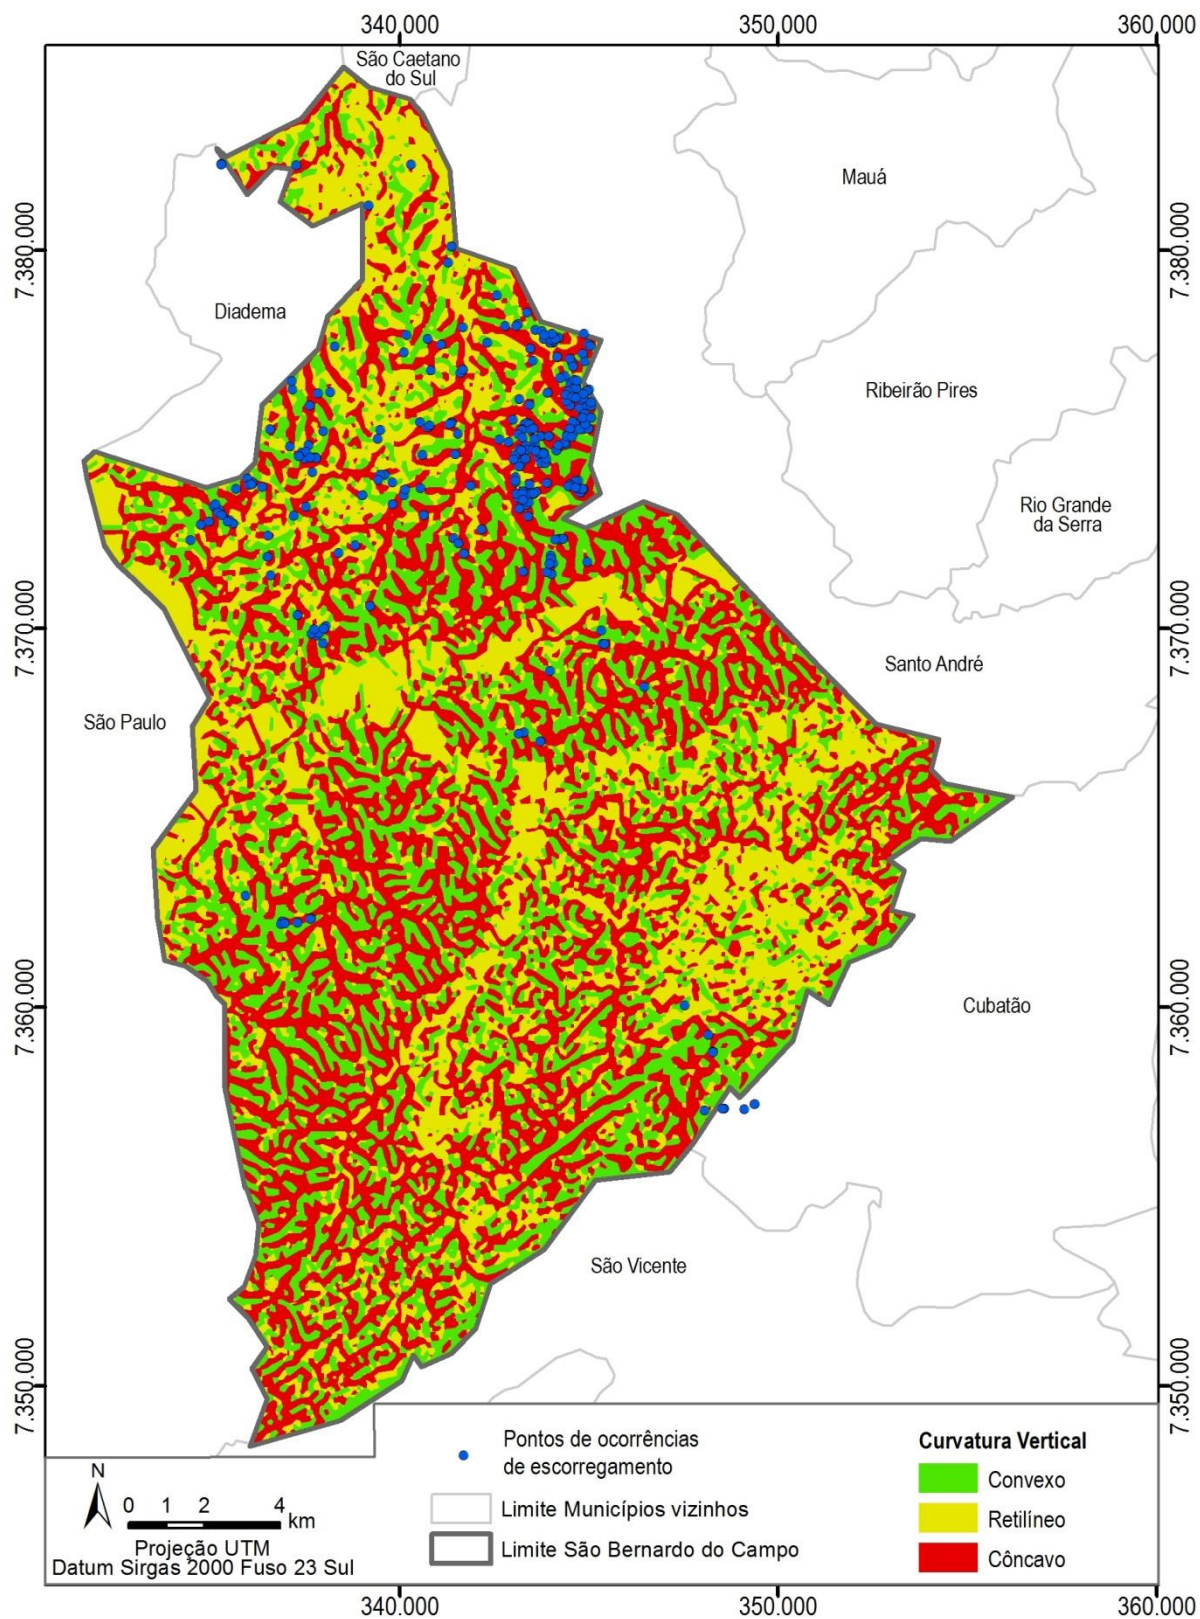 340.000
350.000
360.000
São Caetano
do Sul
Mauá
7.380.000
7.380.000
Diadema
Ribeirão Pires
Rio Grande
da Serra
7.370.000
7.370.000
Santo André
São Paulo
7.360.000
7.360.000
Cubatão
São Vicente
7.350.000
7.350.000
N
0 1 2 4
km
Projeção UTM
Datum Sirgas 2000 Fuso 23 Sul
Pontos de ocorrências
de escorregamento
Limite Municípios vizinhos
Limite São Bernardo do Campo
Curvatura Vertical
Convexo
Retilíneo
Côncavo
340.000
350.000
360.000